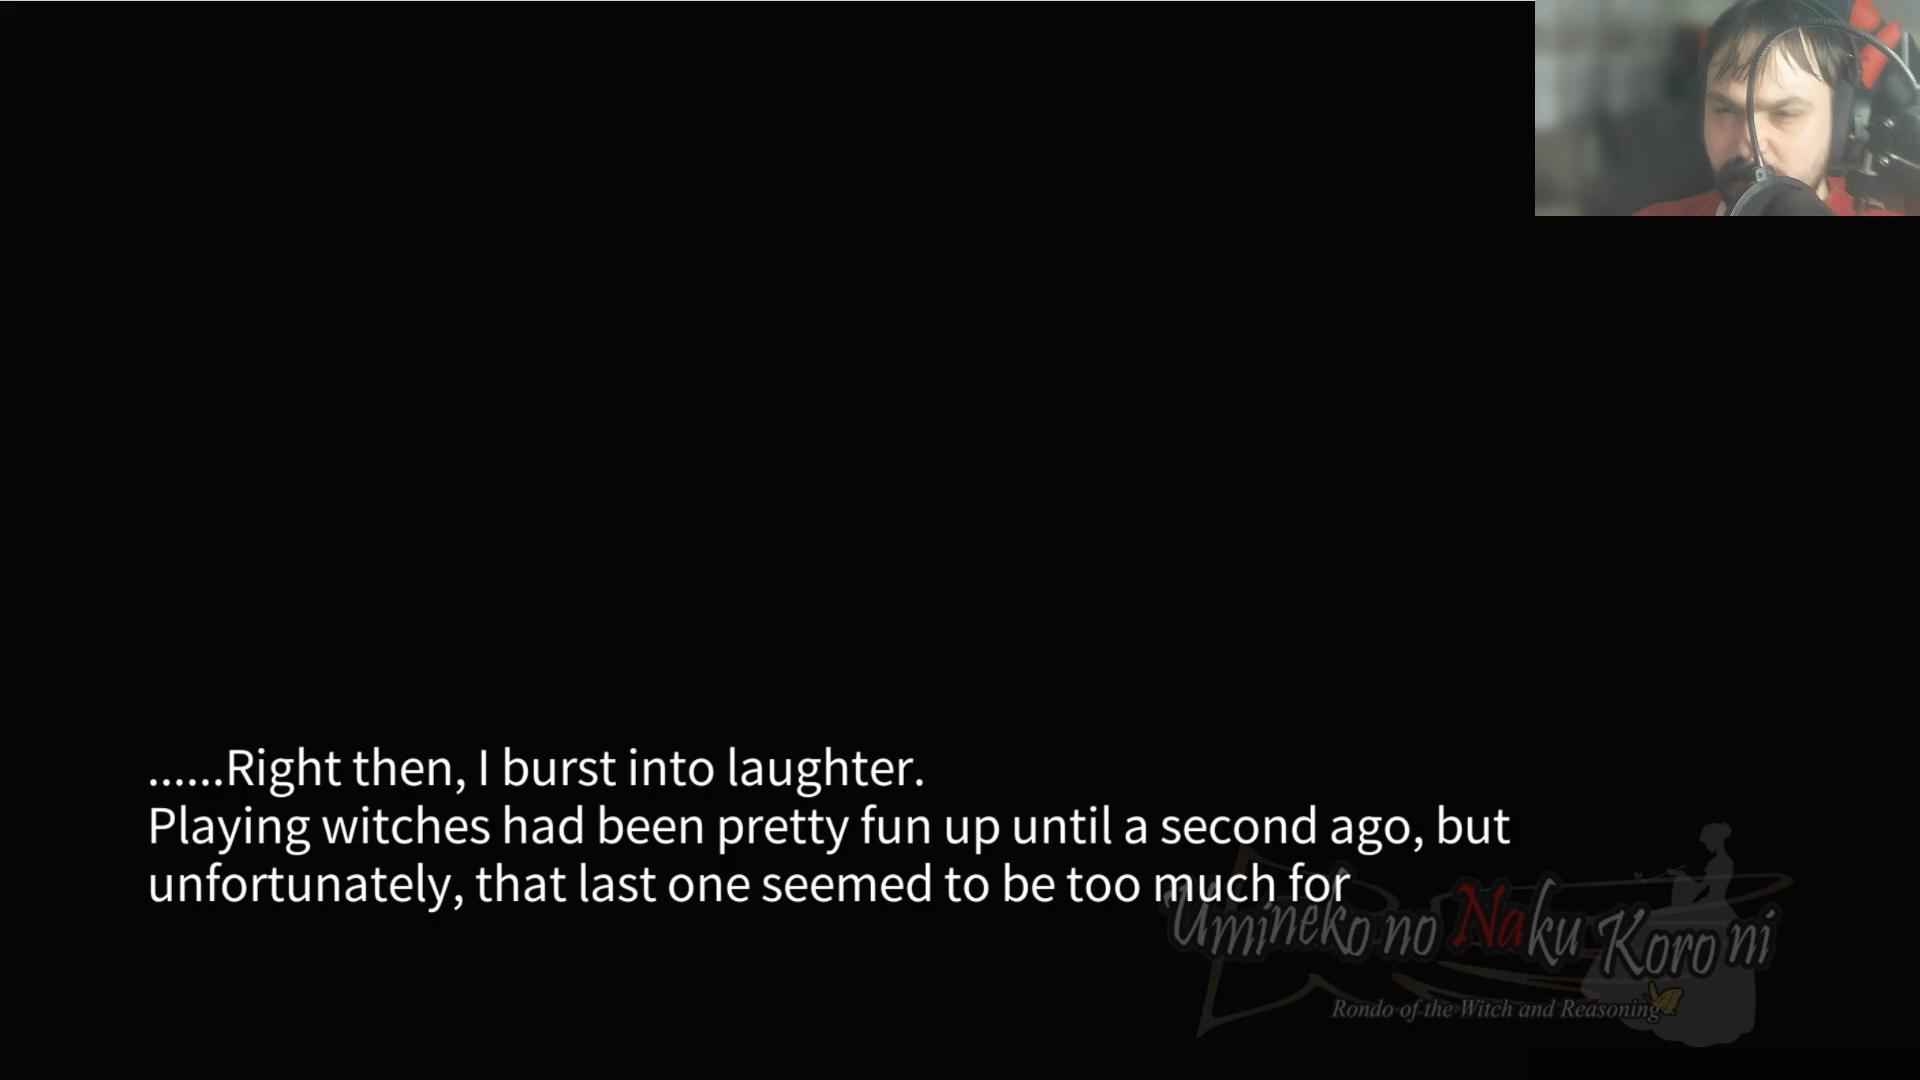 ......Right then, I burst into laughter.
Playing witches had been pretty fun up until a second ago, but
unfortunately, that last one seemed to be too much for
Umineko no Naku Koro ni
Rondo of the Witch and Reasoning